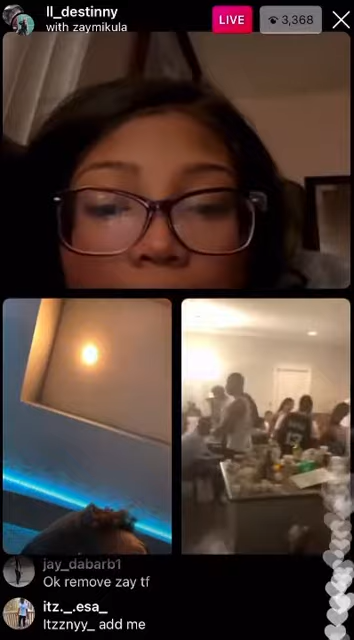 ll_destinny
with zaymikula
LIVE
3,368
jay_dabarb1
Ok remove zay tf
itz._.esa_
Itzznyy_ add me